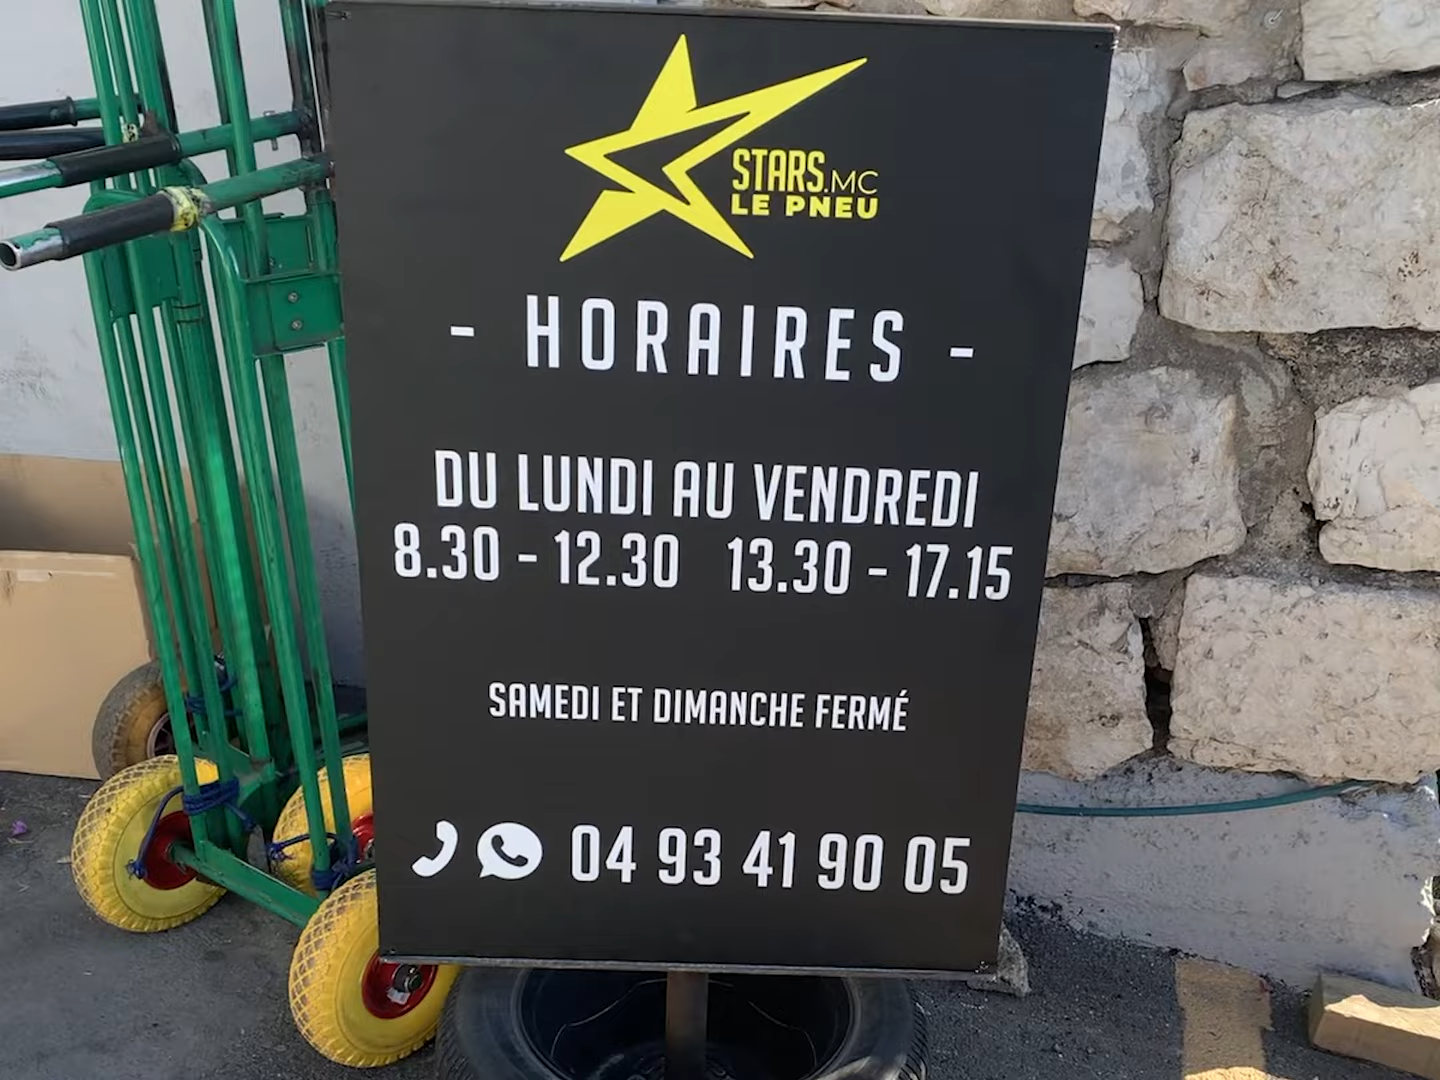 STARS.MC
LE PNEU
- HORAIRES -
DU LUNDI AU VENDREDI
8.30 - 12.30 13.30 - 17.15
SAMEDI ET DIMANCHE FERMÉ
04 93 41 90 05